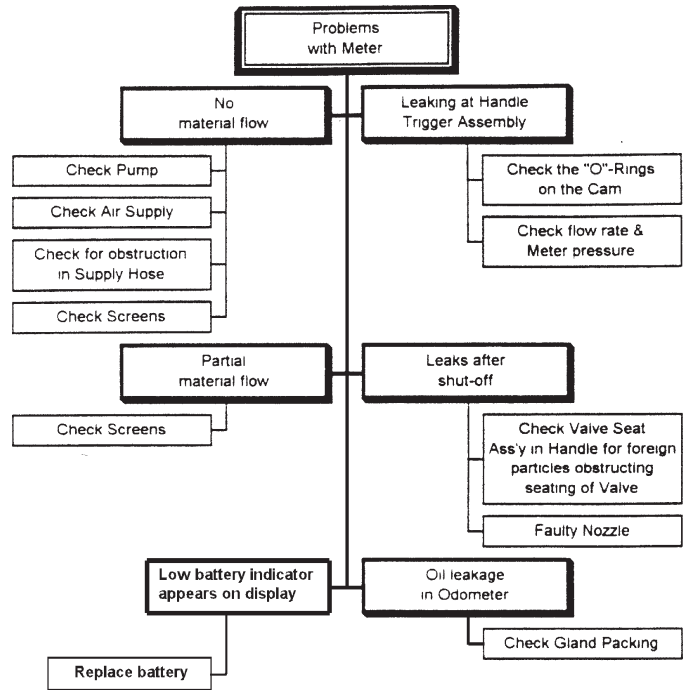 Problems
with Meter
No
material flow
Check Pump
Check Air Supply
Check for obstruction
in Supply Hose
Check Screens
Leaking at Handle
Trigger Assembly
Check the "O"-Rings
on the Cam
Check flow rate &
Meter pressure
Partial
material flow
Check Screens
Leaks after
shut-off
Check Valve Seat
Ass'y in Handle for foreign
particles obstructing
seating of Valve
Faulty Nozzle
Low battery indicator
appears on display
Replace battery
Oil leakage
in Odometer
Check Gland Packing